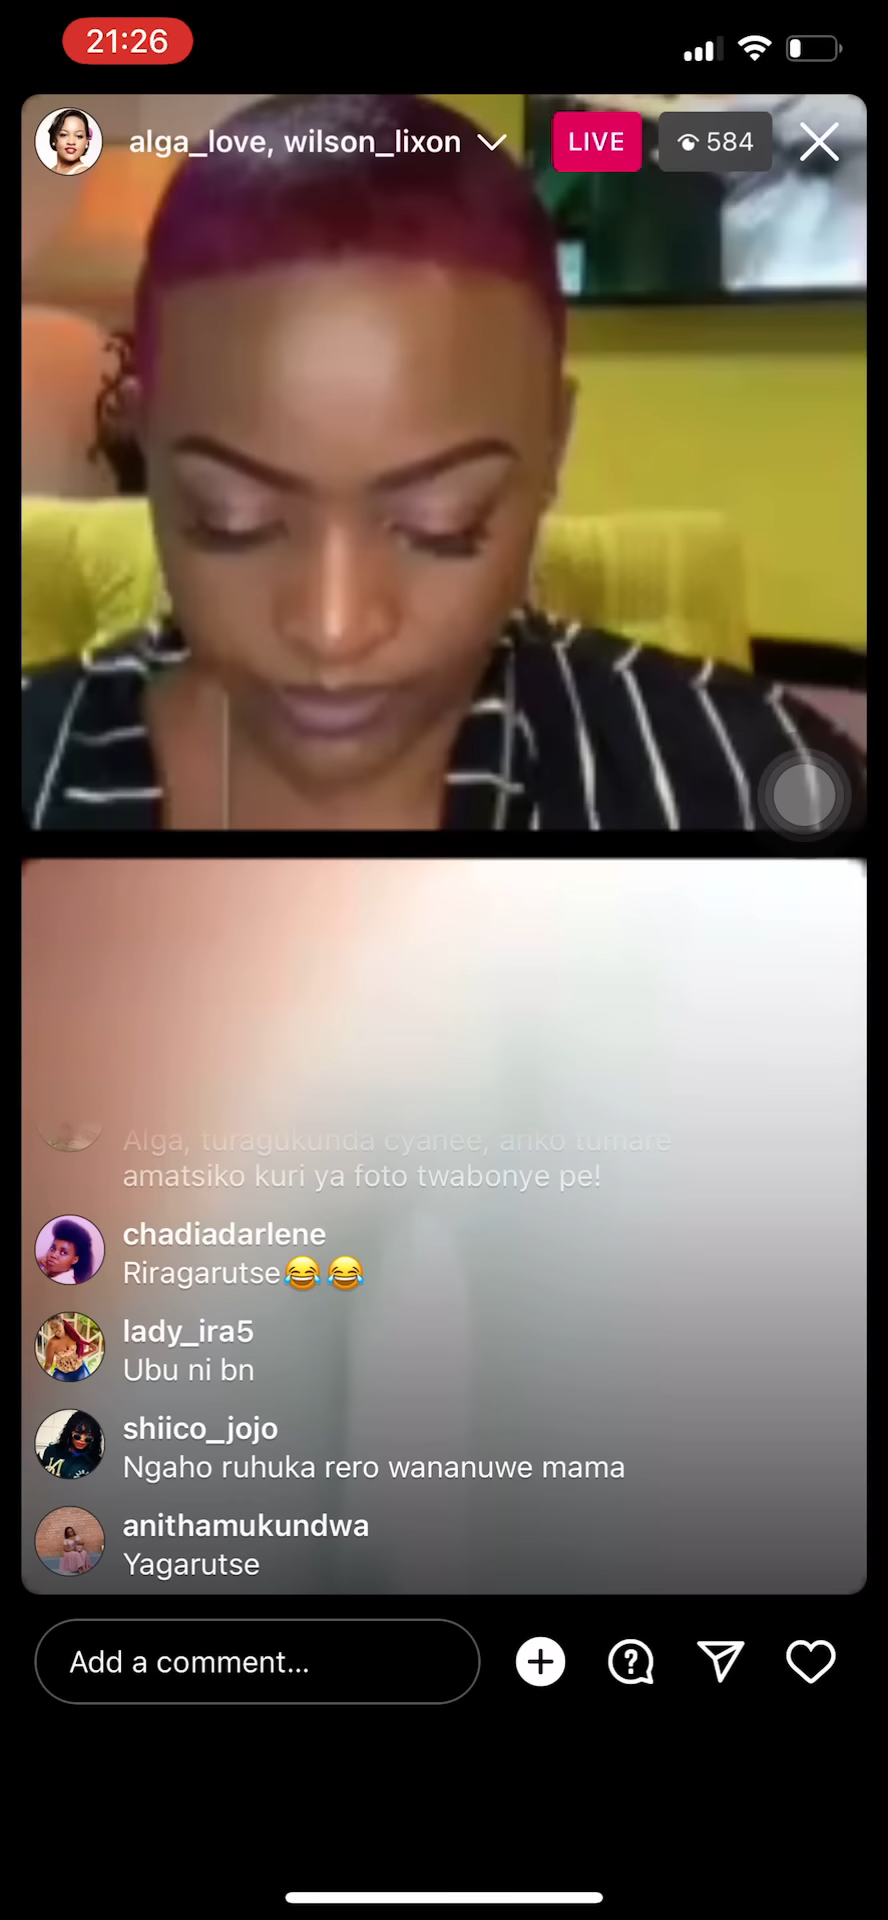 21:26
alga_love, wilson_lixon
LIVE
584
Alga, turagukunda cyanee, ariko tumare
amatsiko kuri ya foto twabonye pe!
chadiadarlene
Riragarutse😂😂
lady_ira5
Ubu ni bn
shiico_jojo
Ngaho ruhuka rero wananuwe mama
anithamukundwa
Yagarutse
Add a comment...